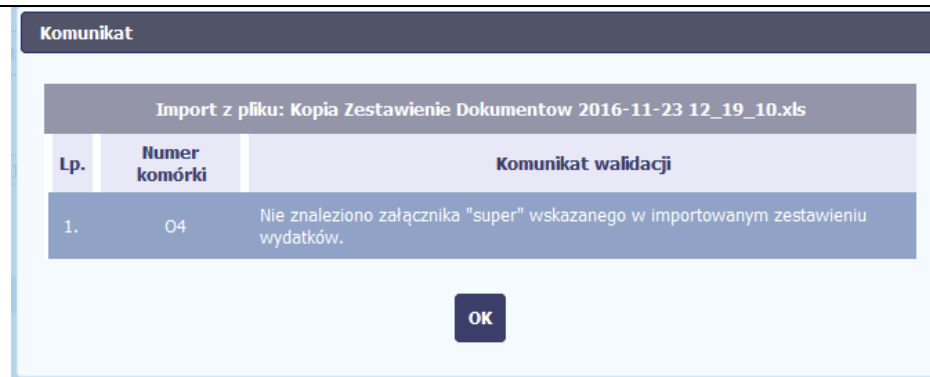 Komunikat
Import z pliku: Kopia Zestawienie Dokumentow 2016-11-23 12_19_10.xls
Lp. Numer komórki Komunikat walidacji
1. O4 Nie znaleziono załącznika "super" wskazanego w importowanym zestawieniu
wydatków.
OK